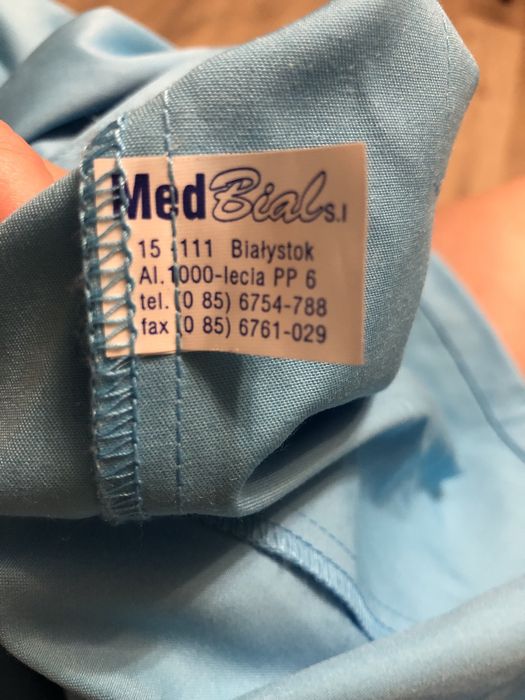 MedBial S.I
15-111 Białystok
Al.1000-lecia PP 6
tel. (0 85) 6754-788
fax (0 85) 6761-029